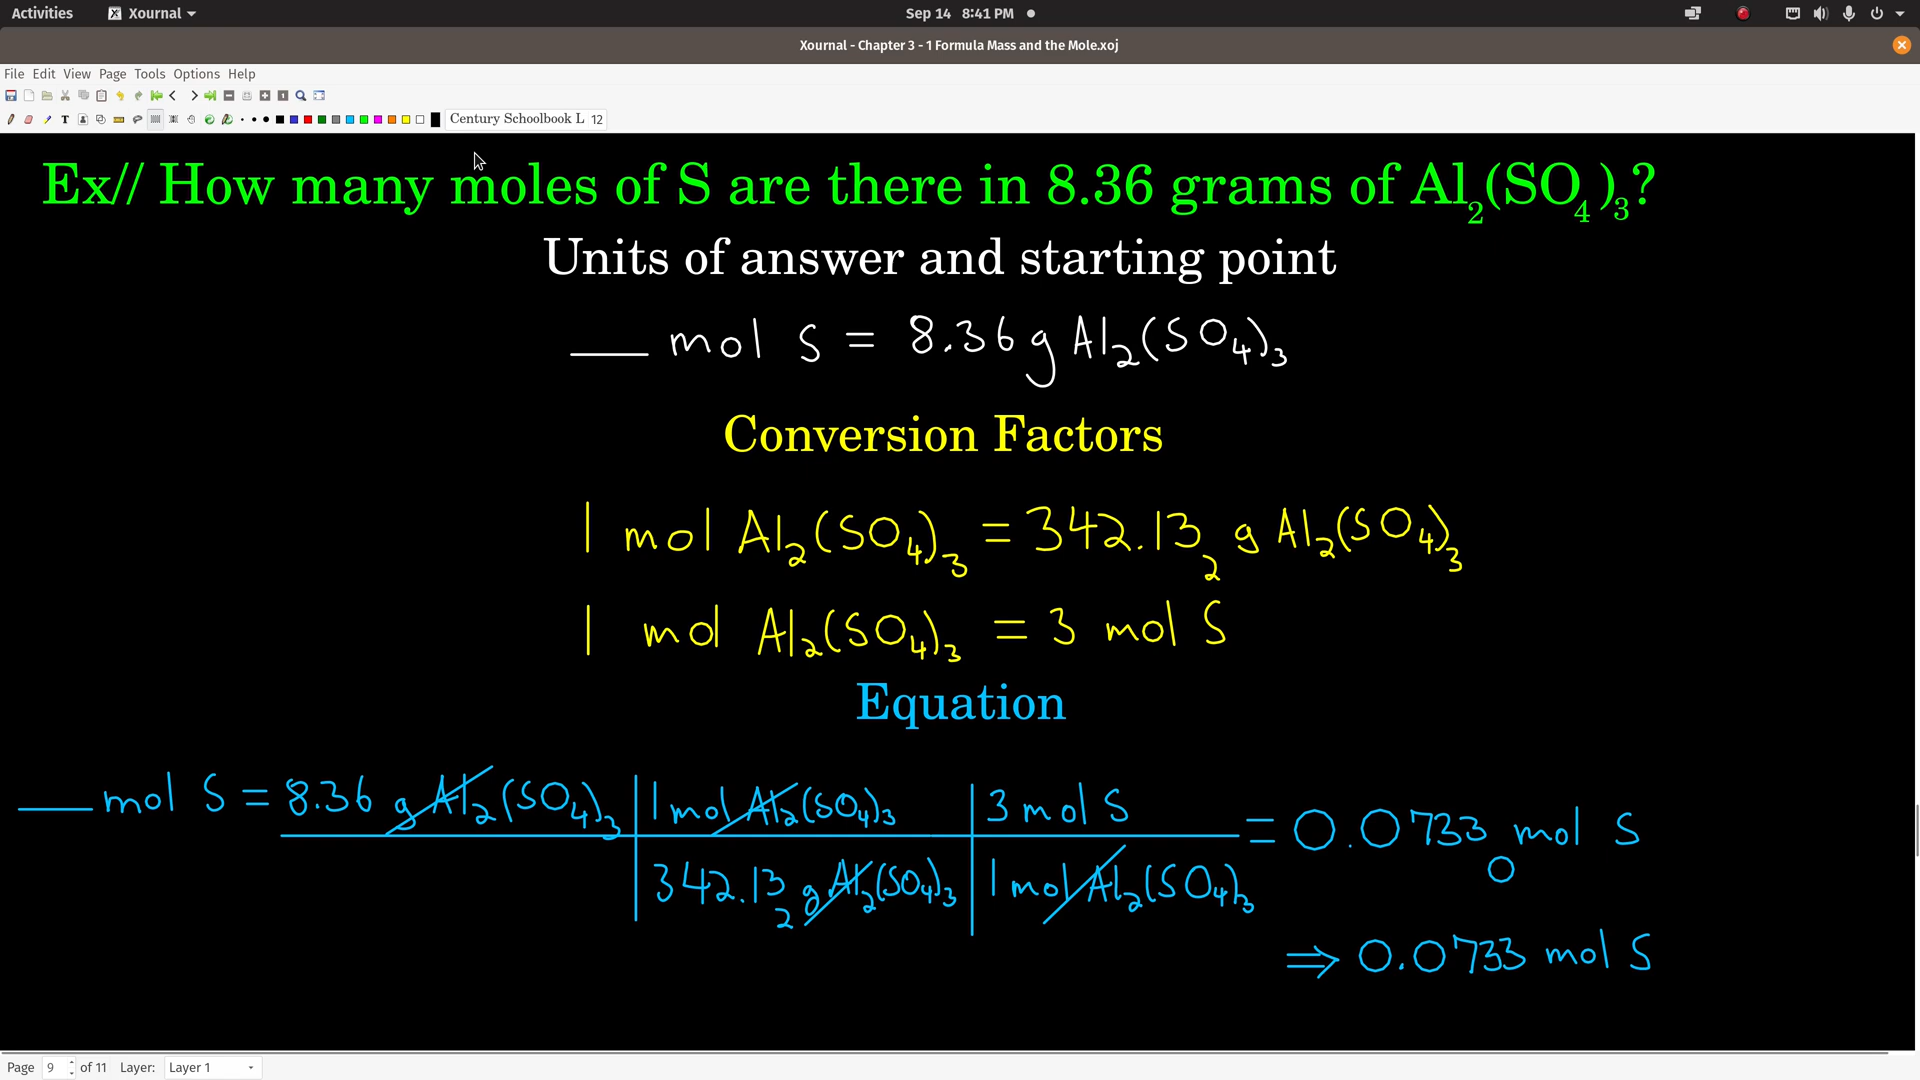 Activities Xournal Sep 14 8:41 PM
Xournal - Chapter 3 - 1 Formula Mass and the Mole.xoj
File Edit View Page Tools Options Help
Century Schoolbook L 12
Ex// How many moles of S are there in 8.36 grams of Al₂(SO₄)₃?
Units of answer and starting point
___ mol S = 8.36 g Al₂(SO₄)₃
Conversion Factors
1 mol Al₂(SO₄)₃ = 342.13₂ g Al₂(SO₄)₃
1 mol Al₂(SO₄)₃ = 3 mol S
Equation
___ mol S = 8.36 g Al₂(SO₄)₃ | 1 mol Al₂(SO₄)₃ | 3 mol S = 0.0733₀ mol S
342.13₂ g Al₂(SO₄)₃ | 1 mol Al₂(SO₄)₃
⇒ 0.0733 mol S
Page 9 of 11 Layer: Layer 1